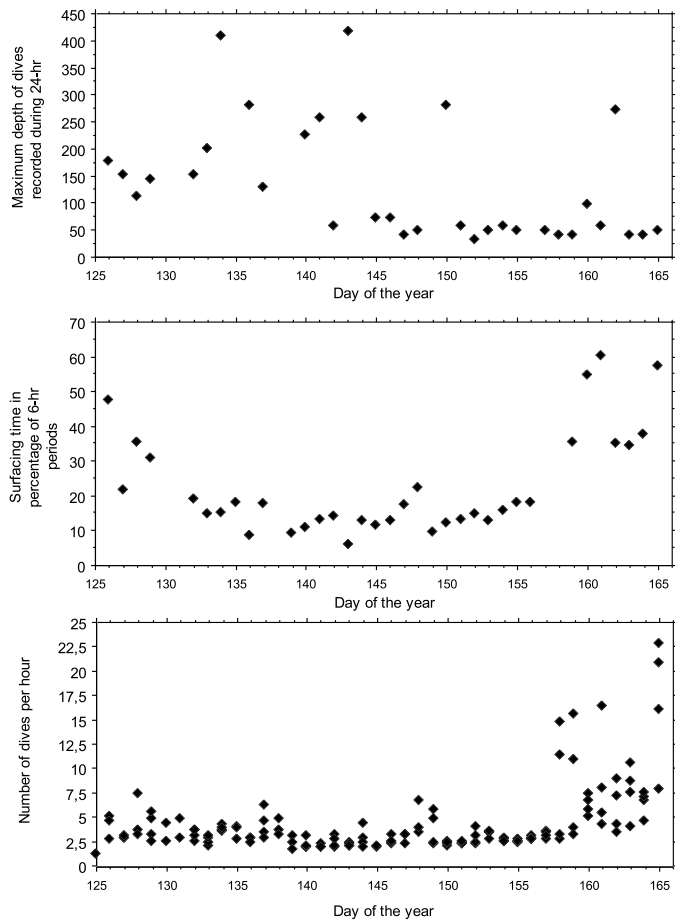 Maximum depth of dives
recorded during 24-hr
450
400
350
300
250
200
150
100
50
0
125 130 135 140 145 150 155 160 165
Day of the year
Surfacing time in
percentage of 6-hr
periods
70
60
50
40
30
20
10
0
125 130 135 140 145 150 155 160 165
Day of the year
Number of dives per hour
25
22,5
20
17,5
15
12,5
10
7,5
5
2,5
0
125 130 135 140 145 150 155 160 165
Day of the year